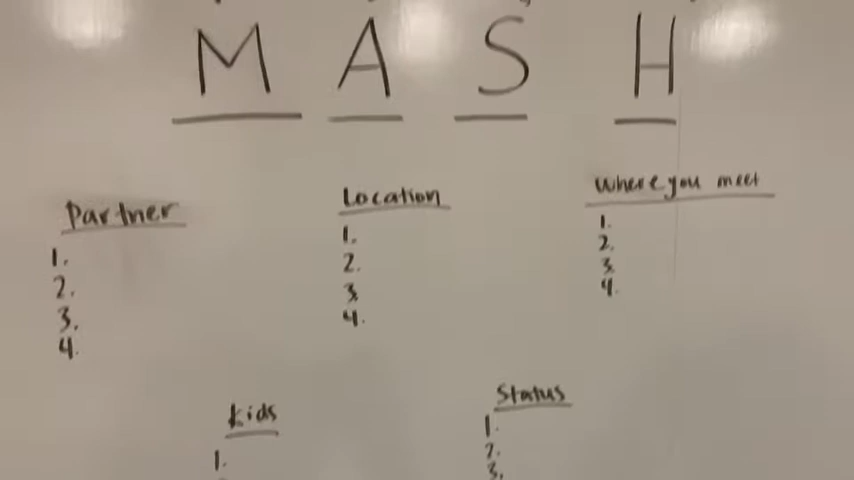 M A S H
Partner
1.
2.
3.
4.
Location
1.
2.
3.
4.
Where you meet
1.
2.
3.
4.
Kids
1.
Status
1.
2.
3.